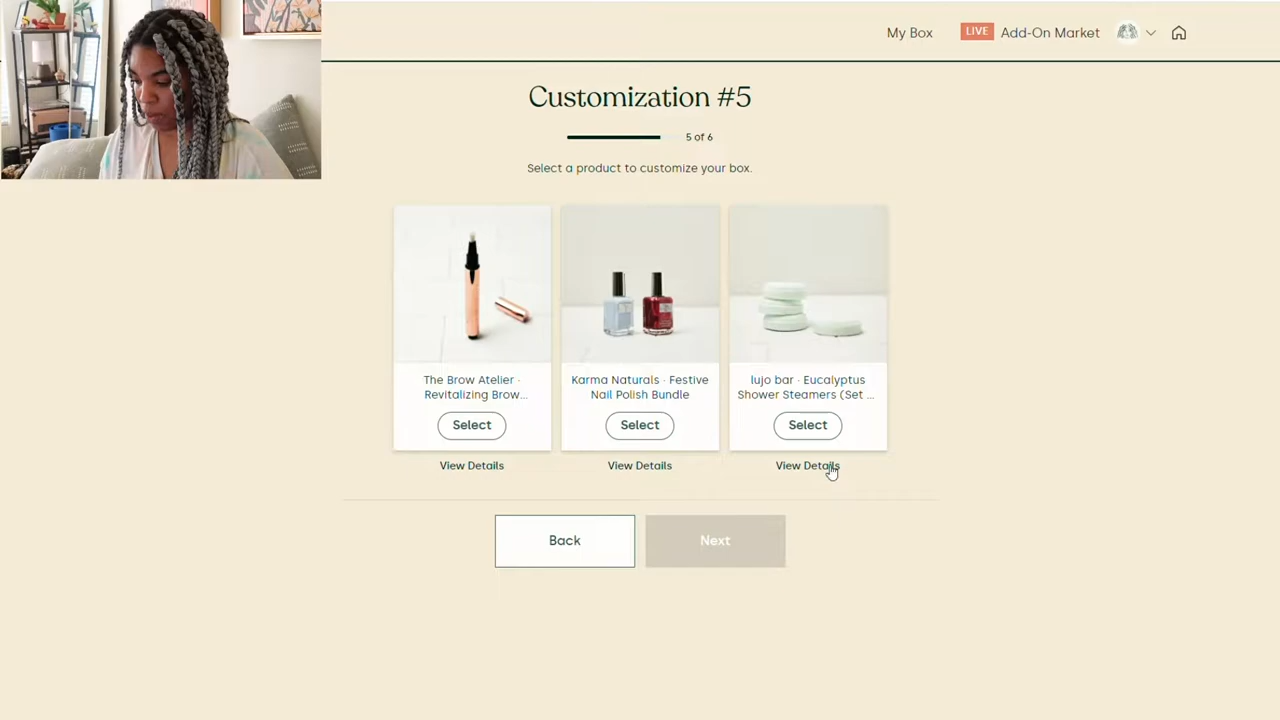 My Box
LIVE Add-On Market
Customization #5
5 of 6
Select a product to customize your box.
The Brow Atelier ·
Revitalizing Brow...
Select
View Details
Karma Naturals · Festive
Nail Polish Bundle
Select
View Details
lujo bar · Eucalyptus
Shower Steamers (Set ...
Select
View Details
Back
Next